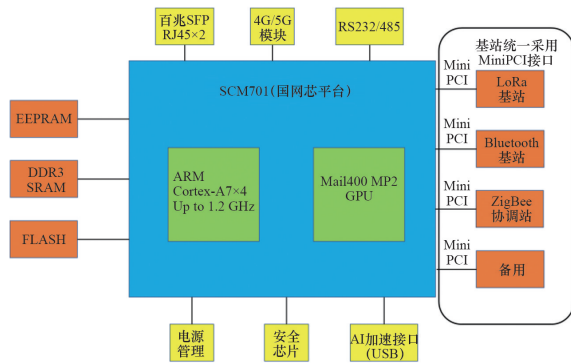 百兆SFP
RJ45×2
4G/5G
模块
RS232/485
基站统一采用
MiniPCI接口
SCM701(国网芯平台)
Mini
PCI
LoRa
基站
EEPRAM
Mini
PCI
Bluetooth
基站
DDR3
SRAM
ARM
Cortex-A7×4
Up to 1.2 GHz
Mail400 MP2
GPU
Mini
PCI
ZigBee
协调站
FLASH
Mini
PCI
备用
电源
管理
安全
芯片
AI加速接口
(USB)